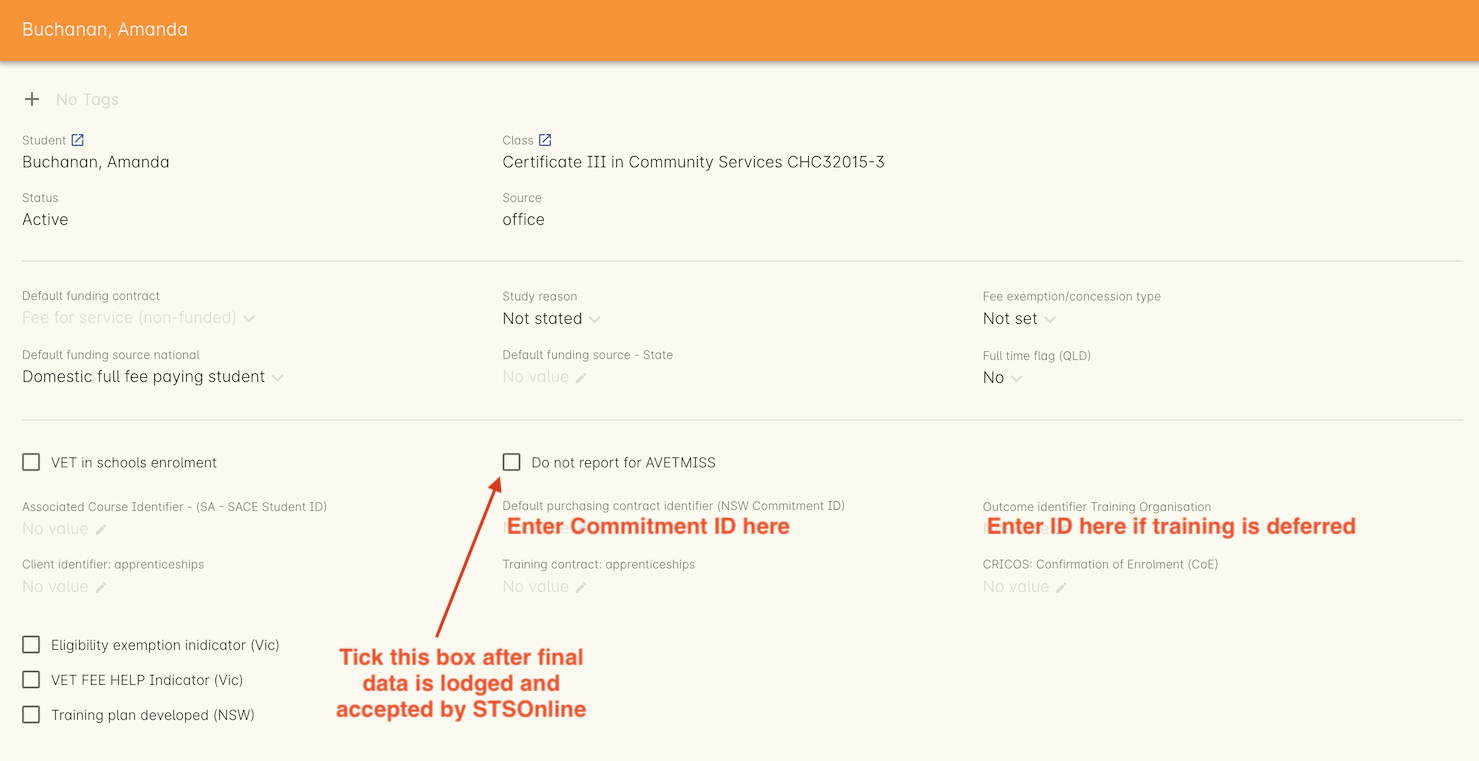 Buchanan, Amanda
No Tags
Student
Class
Buchanan, Amanda
Certificate III in Community Services CHC32015-3
Status
Source
Active
office
Default funding contract
Study reason
Fee exemption/concession type
Fee for service (non-funded)
Not stated
Not set
Default funding source national
Default funding source - State
Full time flag (QLD)
Domestic full fee paying student
No value
No
VET in schools enrolment
Do not report for AVETMISS
Associated Course Identifier - (SA - SACE Student ID)
Default purchasing contract identifier (NSW Commitment ID)
Outcome identifier Training Organisation
No value
Enter Commitment ID here
Enter ID here if training is deferred
Client identifier: apprenticeships
Training contract: apprenticeships
CRICOS: Confirmation of Enrolment (CoE)
No value
No value
No value
Eligibility exemption inidicator (Vic)
VET FEE HELP Indicator (Vic)
Training plan developed (NSW)
Tick this box after final
data is lodged and
accepted by STSOnline